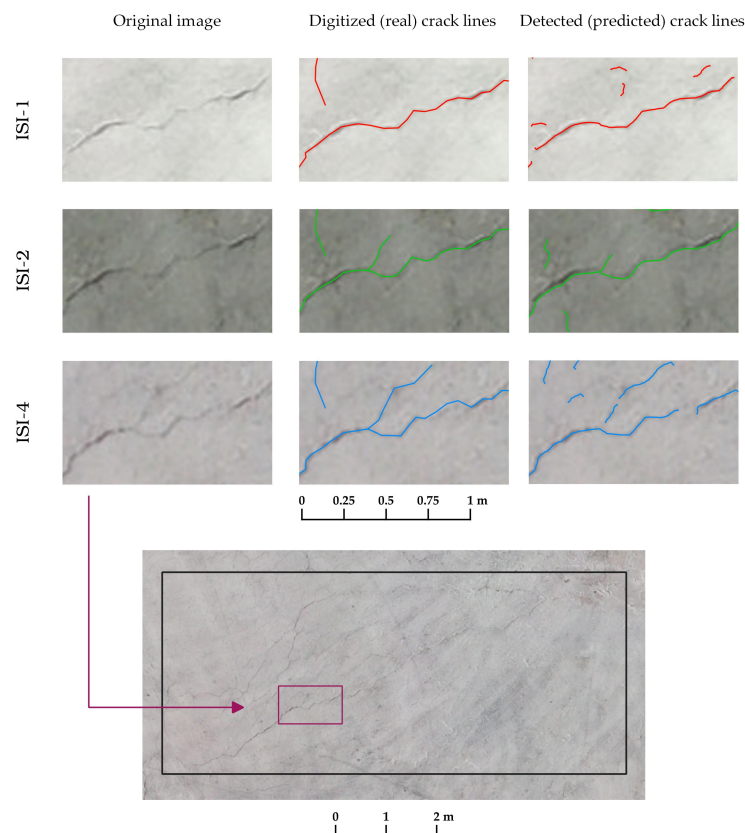 Original image Digitized (real) crack lines Detected (predicted) crack lines
ISI-1
ISI-2
ISI-4
0 0.25 0.5 0.75 1 m
0 1 2 m